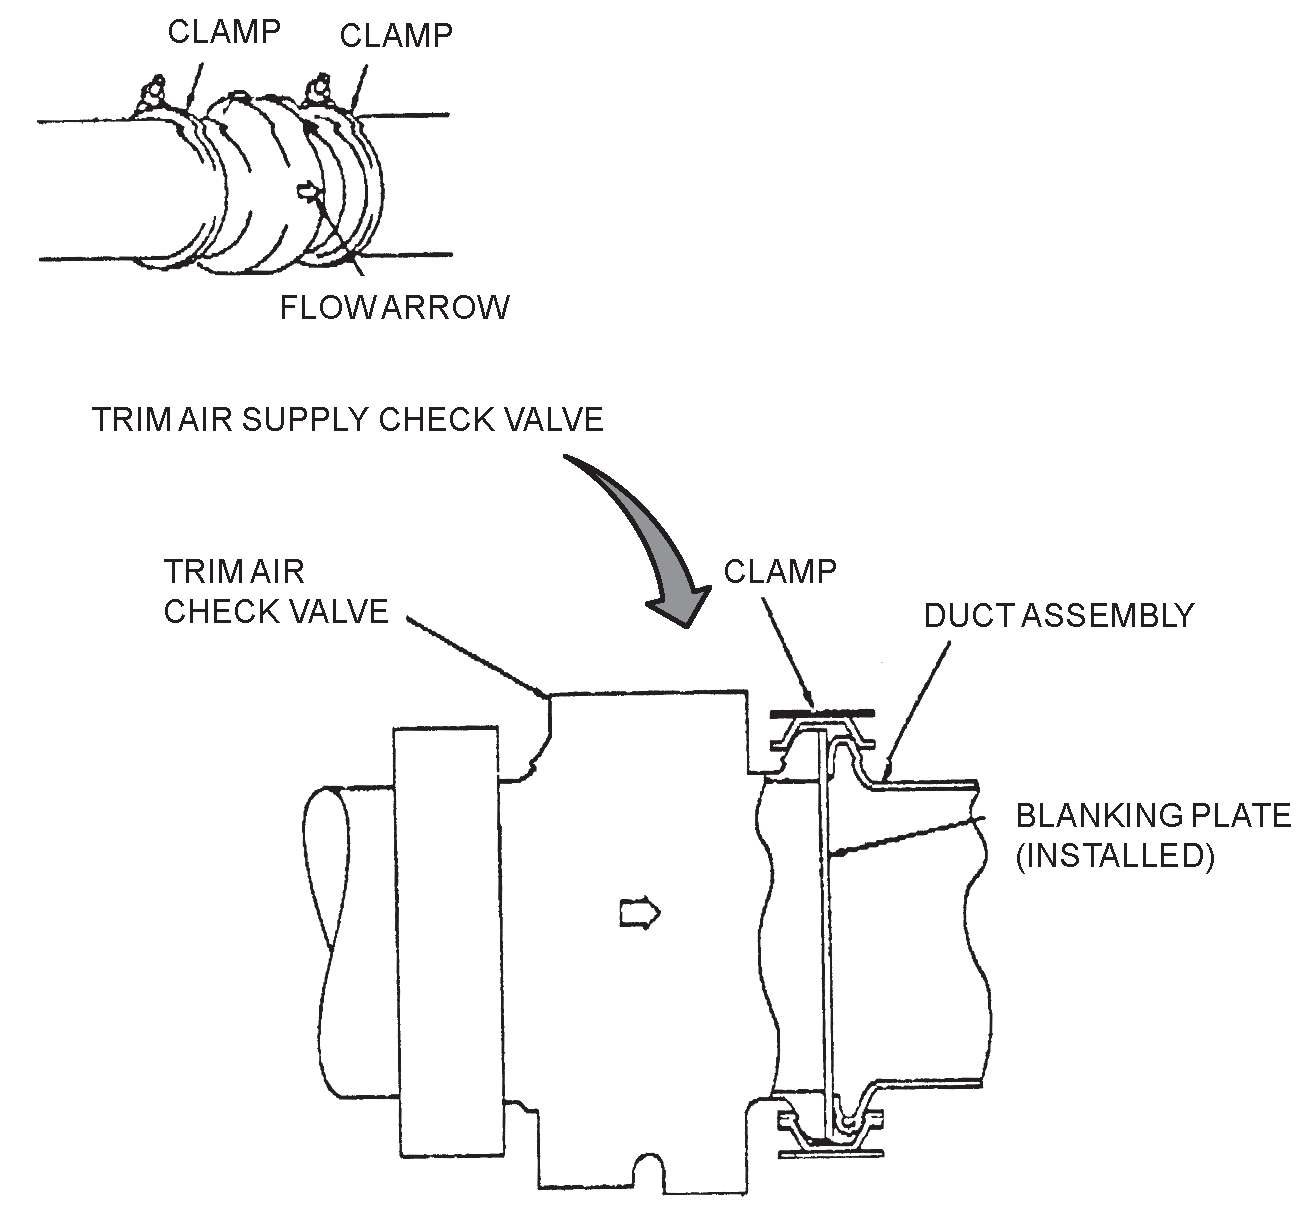 CLAMP
CLAMP
FLOW ARROW
TRIM AIR SUPPLY CHECK VALVE
TRIM AIR
CHECK VALVE
CLAMP
DUCT ASSEMBLY
BLANKING PLATE
(INSTALLED)